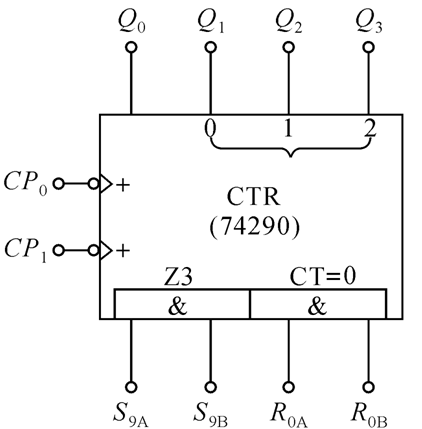 Q0 Q1 Q2 Q3
0 1 2
CP0 +
CTR
(74290)
CP1 +
Z3 CT=0
& &
S9A S9B R0A R0B